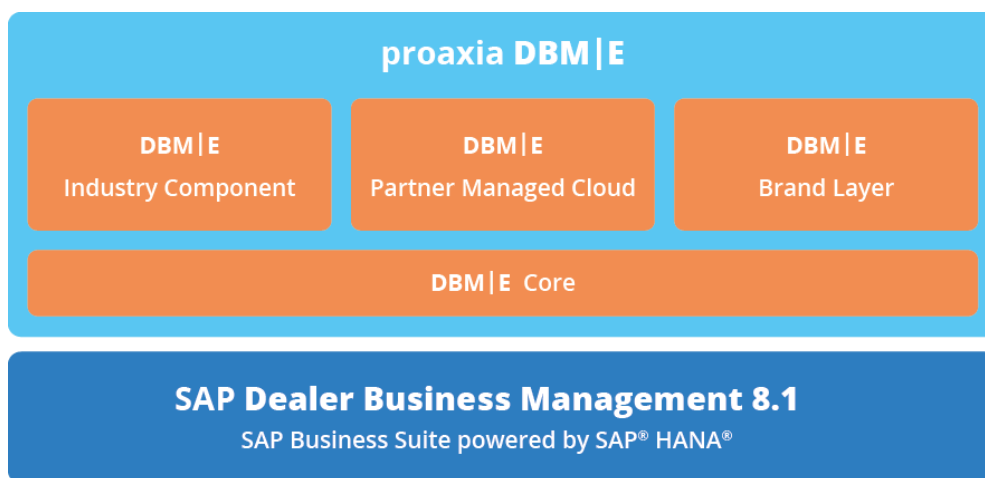 proaxia DBM|E
DBM|E
Industry Component
DBM|E
Partner Managed Cloud
DBM|E
Brand Layer
DBM|E Core
SAP Dealer Business Management 8.1
SAP Business Suite powered by SAP® HANA®